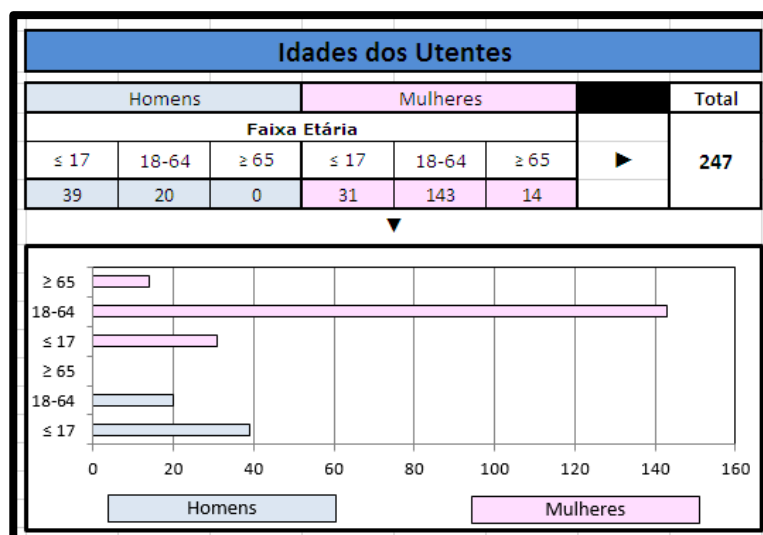 Idades dos Utentes
Homens Mulheres Total
Faixa Etária
≤ 17 18-64 ≥ 65 ≤ 17 18-64 ≥ 65 ► 247
39 20 0 31 143 14
▼
≥ 65
18-64
≤ 17
≥ 65
18-64
≤ 17
0 20 40 60 80 100 120 140 160
Homens Mulheres